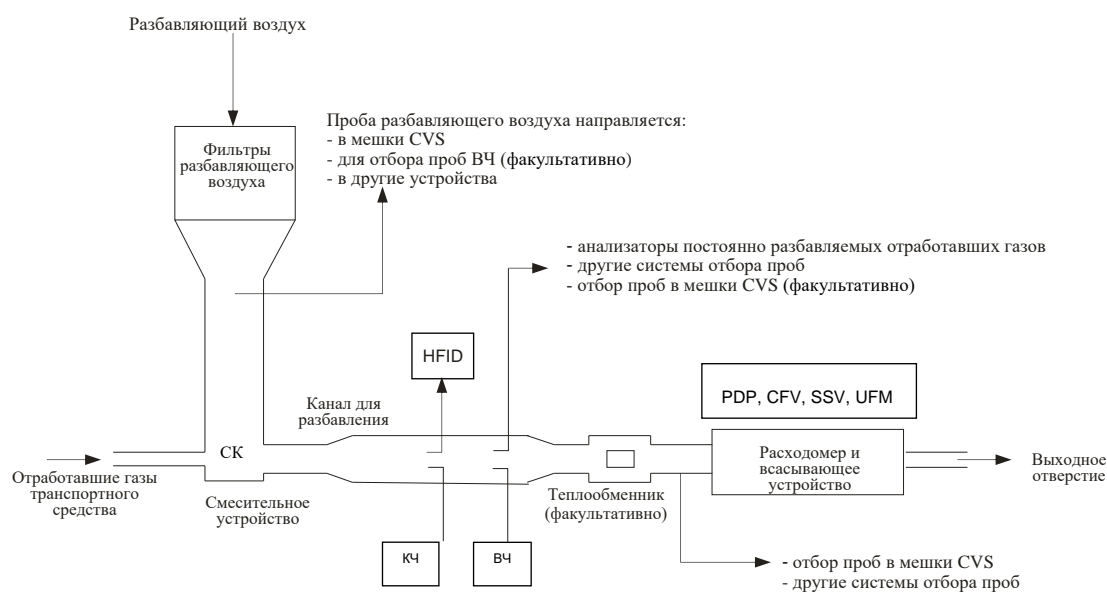 Разбавляющий воздух
Проба разбавляющего воздуха направляется:
- в мешки CVS
- для отбора проб ВЧ (факультативно)
- в другие устройства
Фильтры
разбавляющего
воздуха
- анализаторы постоянно разбавляемых отработавших газов
- другие системы отбора проб
- отбор проб в мешки CVS (факультативно)
HFID
PDP, CFV, SSV, UFM
Канал для
разбавления
СК
Расходомер и
всасывающее
устройство
Выходное
отверстие
Отработавшие газы
транспортного
средства
Смесительное
устройство
Теплообменник
(факультативно)
КЧ
ВЧ
- отбор проб в мешки CVS
- другие системы отбора проб